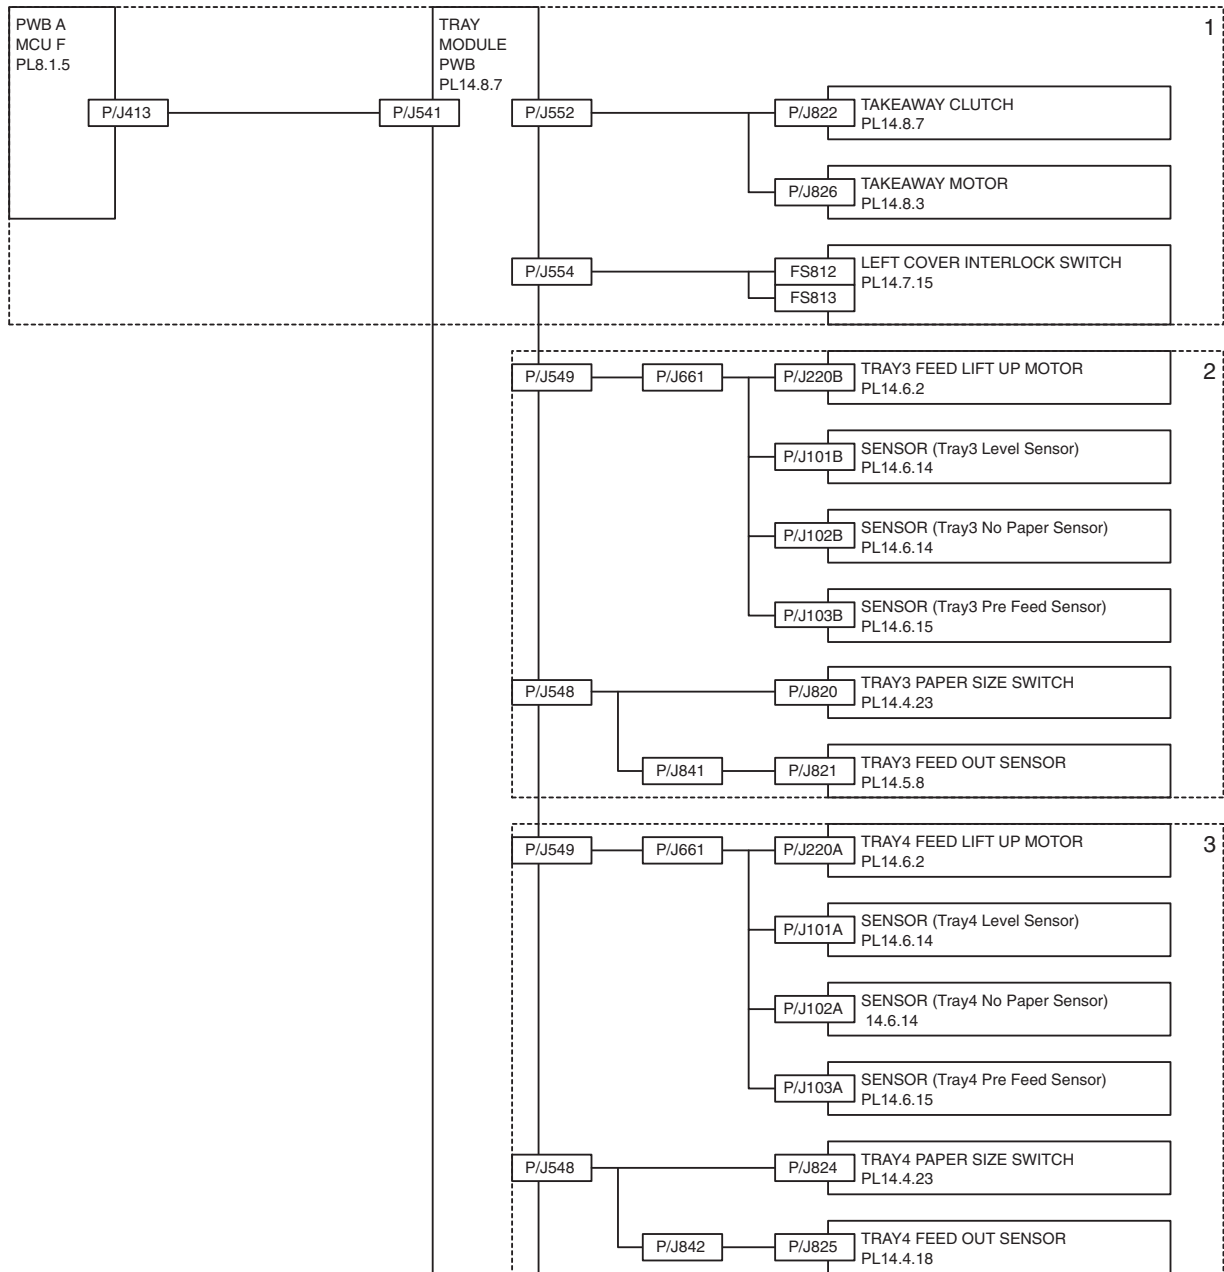 PWB A
MCU F
PL8.1.5
TRAY
MODULE
PWB
PL14.8.7
1
P/J413
P/J541
P/J552
P/J822
TAKEAWAY CLUTCH
PL14.8.7
P/J826
TAKEAWAY MOTOR
PL14.8.3
P/J554
FS812
FS813
LEFT COVER INTERLOCK SWITCH
PL14.7.15
2
P/J549
P/J661
P/J220B
TRAY3 FEED LIFT UP MOTOR
PL14.6.2
P/J101B
SENSOR (Tray3 Level Sensor)
PL14.6.14
P/J102B
SENSOR (Tray3 No Paper Sensor)
PL14.6.14
P/J103B
SENSOR (Tray3 Pre Feed Sensor)
PL14.6.15
P/J548
P/J820
TRAY3 PAPER SIZE SWITCH
PL14.4.23
P/J841
P/J821
TRAY3 FEED OUT SENSOR
PL14.5.8
3
P/J549
P/J661
P/J220A
TRAY4 FEED LIFT UP MOTOR
PL14.6.2
P/J101A
SENSOR (Tray4 Level Sensor)
PL14.6.14
P/J102A
SENSOR (Tray4 No Paper Sensor)
14.6.14
P/J103A
SENSOR (Tray4 Pre Feed Sensor)
PL14.6.15
P/J548
P/J824
TRAY4 PAPER SIZE SWITCH
PL14.4.23
P/J842
P/J825
TRAY4 FEED OUT SENSOR
PL14.4.18